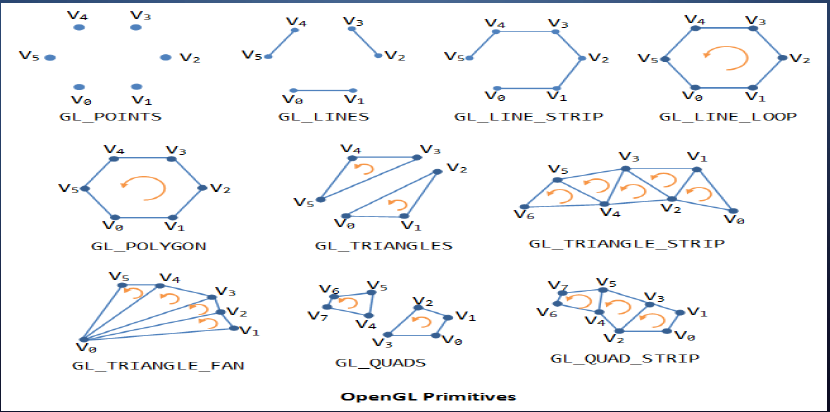 V₄ V₃
V₅ V₂
V₀ V₁
GL_POINTS
V₄ V₃
V₅ V₂
V₀ V₁
GL_LINES
V₄ V₃
V₅ V₂
V₀ V₁
GL_LINE_STRIP
V₄ V₃
V₅ V₂
V₀ V₁
GL_LINE_LOOP
V₄ V₃
V₅ V₂
V₀ V₁
GL_POLYGON
V₄ V₃
V₂
V₅
V₀ V₁
GL_TRIANGLES
V₅ V₃ V₁
V₆ V₄ V₂ V₀
GL_TRIANGLE_STRIP
V₅ V₄
V₃
V₂
V₁
V₀
GL_TRIANGLE_FAN
V₆ V₅
V₇ V₄
V₂
V₁
V₃ V₀
GL_QUADS
V₇ V₅
V₃
V₆ V₄ V₁
V₂ V₀
GL_QUAD_STRIP
OpenGL Primitives